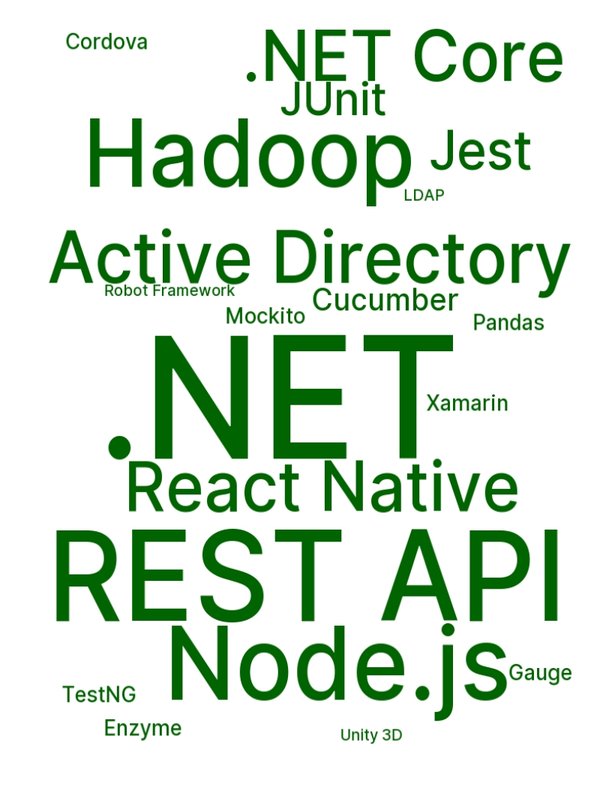 Cordova
.NET Core
JUnit
Hadoop
Jest
LDAP
Active Directory
Robot Framework
Cucumber
Mockito
Pandas
.NET
Xamarin
React Native
REST API
Node.js
Gauge
TestNG
Enzyme
Unity 3D